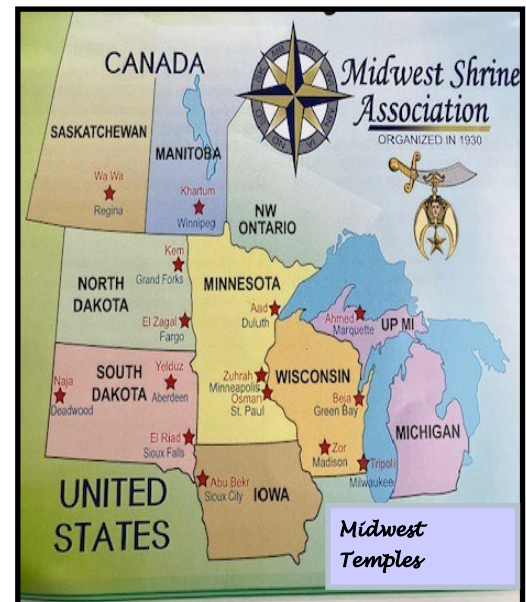 CANADA
Midwest Shrine
Association
ORGANIZED IN 1930
SASKATCHEWAN
MANITOBA
Wa Wa
Regina
Khartum
Winnipeg
NW
ONTARIO
Kem
Grand Forks
NORTH
DAKOTA
MINNESOTA
El Zagal
Fargo
Aad
Duluth
Ahmed
Marquette
UP MI
SOUTH
DAKOTA
Yelduz
Aberdeen
Naja
Deadwood
Zuhrah
Minneapolis
Osman
St. Paul
WISCONSIN
Beja
Green Bay
MICHIGAN
El Riad
Sioux Falls
Zor
Madison
Tripoli
Milwaukee
Abu Bekr
Sioux City
IOWA
UNITED
STATES
Midwest
Temples